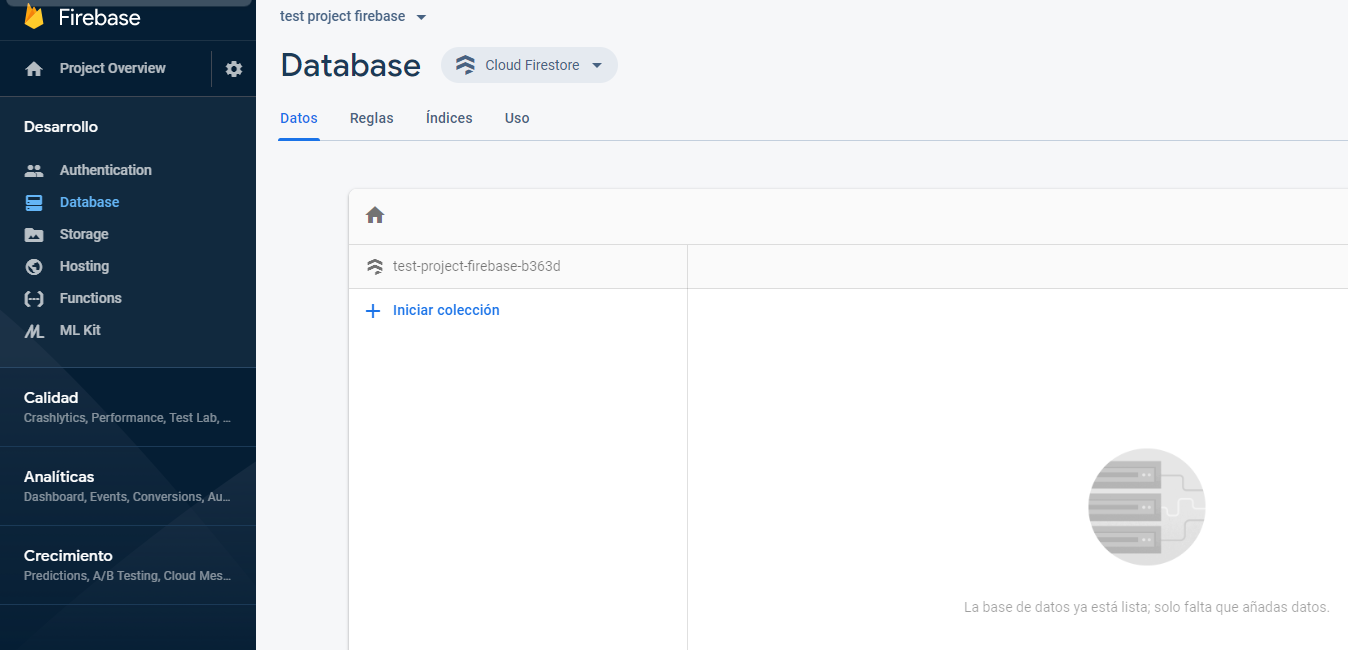 Firebase
Project Overview
Desarrollo
Authentication
Database
Storage
Hosting
Functions
ML Kit
Calidad
Crashlytics, Performance, Test Lab, ...
Analíticas
Dashboard, Events, Conversions, Au...
Crecimiento
Predictions, A/B Testing, Cloud Mes...
test project firebase
Database Cloud Firestore
Datos Reglas Índices Uso
test-project-firebase-b363d
Iniciar colección
La base de datos ya está lista; solo falta que añadas datos.